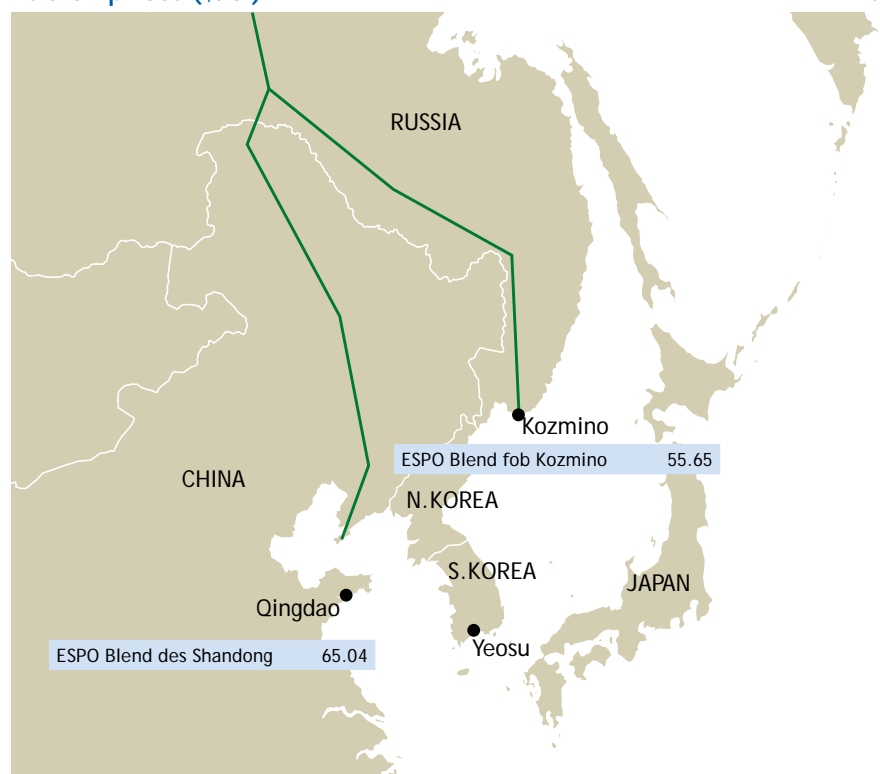 RUSSIA
Kozmino
ESPO Blend fob Kozmino 55.65
CHINA
N.KOREA
S.KOREA
JAPAN
Qingdao
Yeosu
ESPO Blend des Shandong 65.04